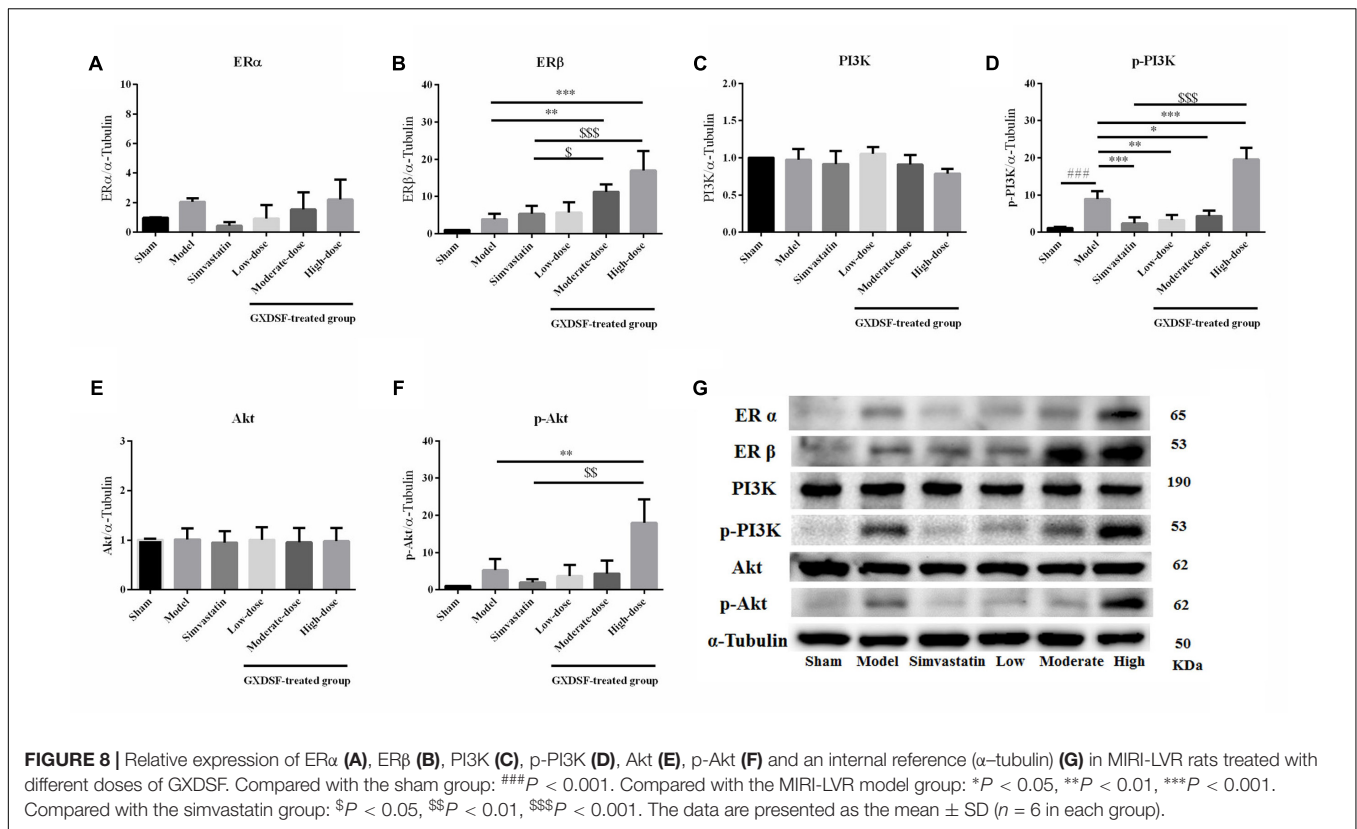 A
ERα
ERα/α-Tubulin
10
8
6
4
2
0
Sham
Model
Simvastatin
Low-dose
Moderate-dose
High-dose
GXDSF-treated group
B
ERβ
ERβ/α-Tubulin
40
30
20
10
0
***
**
$$$
$
Sham
Model
Simvastatin
Low-dose
Moderate-dose
High-dose
GXDSF-treated group
C
PI3K
PI3K/α-Tubulin
2.0
1.5
1.0
0.5
0.0
Sham
Model
Simvastatin
Low-dose
Moderate-dose
High-dose
GXDSF-treated group
D
p-PI3K
p-PI3K/α-Tubulin
40
30
20
10
0
$$$
***
*
**
***
###
Sham
Model
Simvastatin
Low-dose
Moderate-dose
High-dose
GXDSF-treated group
E
Akt
Akt/α-Tubulin
3
2
1
0
Sham
Model
Simvastatin
Low-dose
Moderate-dose
High-dose
GXDSF-treated group
F
p-Akt
p-Akt/α-Tubulin
40
30
20
10
0
**
$$
Sham
Model
Simvastatin
Low-dose
Moderate-dose
High-dose
GXDSF-treated group
G
ER α 65
ER β 53
PI3K 190
p-PI3K 53
Akt 62
p-Akt 62
α-Tubulin 50
Sham Model Simvastatin Low Moderate High KDa
FIGURE 8 | Relative expression of ERα (A), ERβ (B), PI3K (C), p-PI3K (D), Akt (E), p-Akt (F) and an internal reference (α–tubulin) (G) in MIRI-LVR rats treated with
different doses of GXDSF. Compared with the sham group: ###P < 0.001. Compared with the MIRI-LVR model group: *P < 0.05, **P < 0.01, ***P < 0.001.
Compared with the simvastatin group: $P < 0.05, $$P < 0.01, $$$P < 0.001. The data are presented as the mean ± SD (n = 6 in each group).